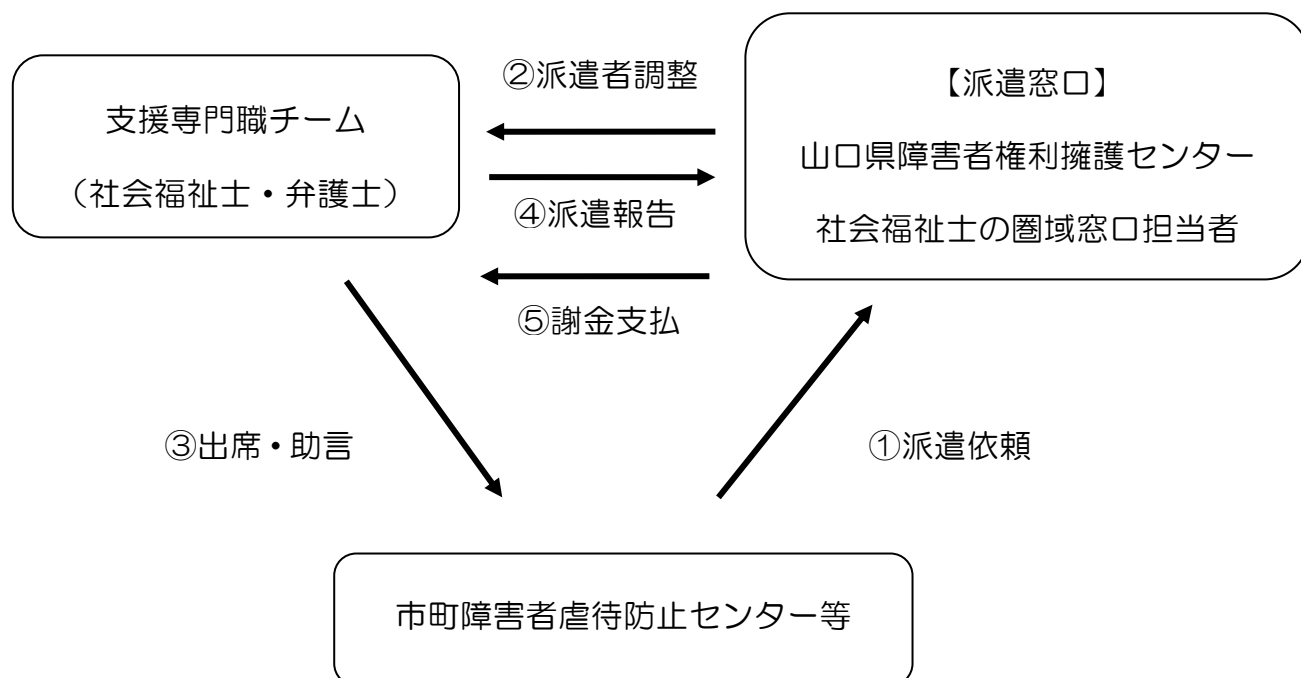 ②派遣者調整
【派遣窓口】
支援専門職チーム
山口県障害者権利擁護センター
(社会福祉士・弁護士)
④派遣報告
社会福祉士の圏域窓口担当者
⑤謝金支払
③出席・助言
①派遣依頼
市町障害者虐待防止センター等